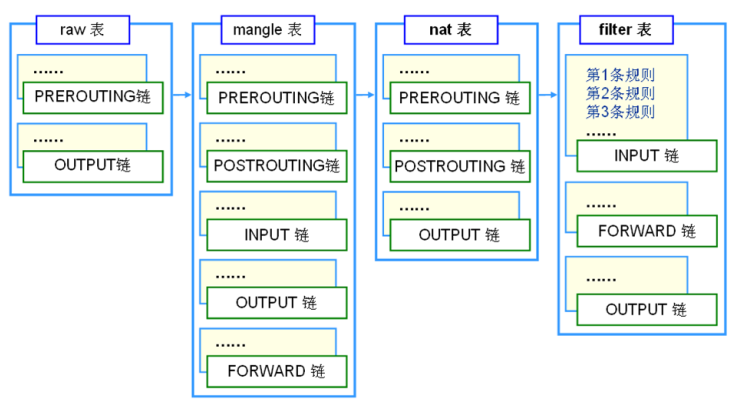 raw 表
……
PREROUTING链
……
OUTPUT链
mangle 表
……
PREROUTING链
……
POSTROUTING链
……
INPUT 链
……
OUTPUT 链
……
FORWARD 链
nat 表
……
PREROUTING 链
……
POSTROUTING 链
……
OUTPUT 链
filter 表
第1条规则
第2条规则
第3条规则
……
INPUT 链
……
FORWARD 链
……
OUTPUT 链